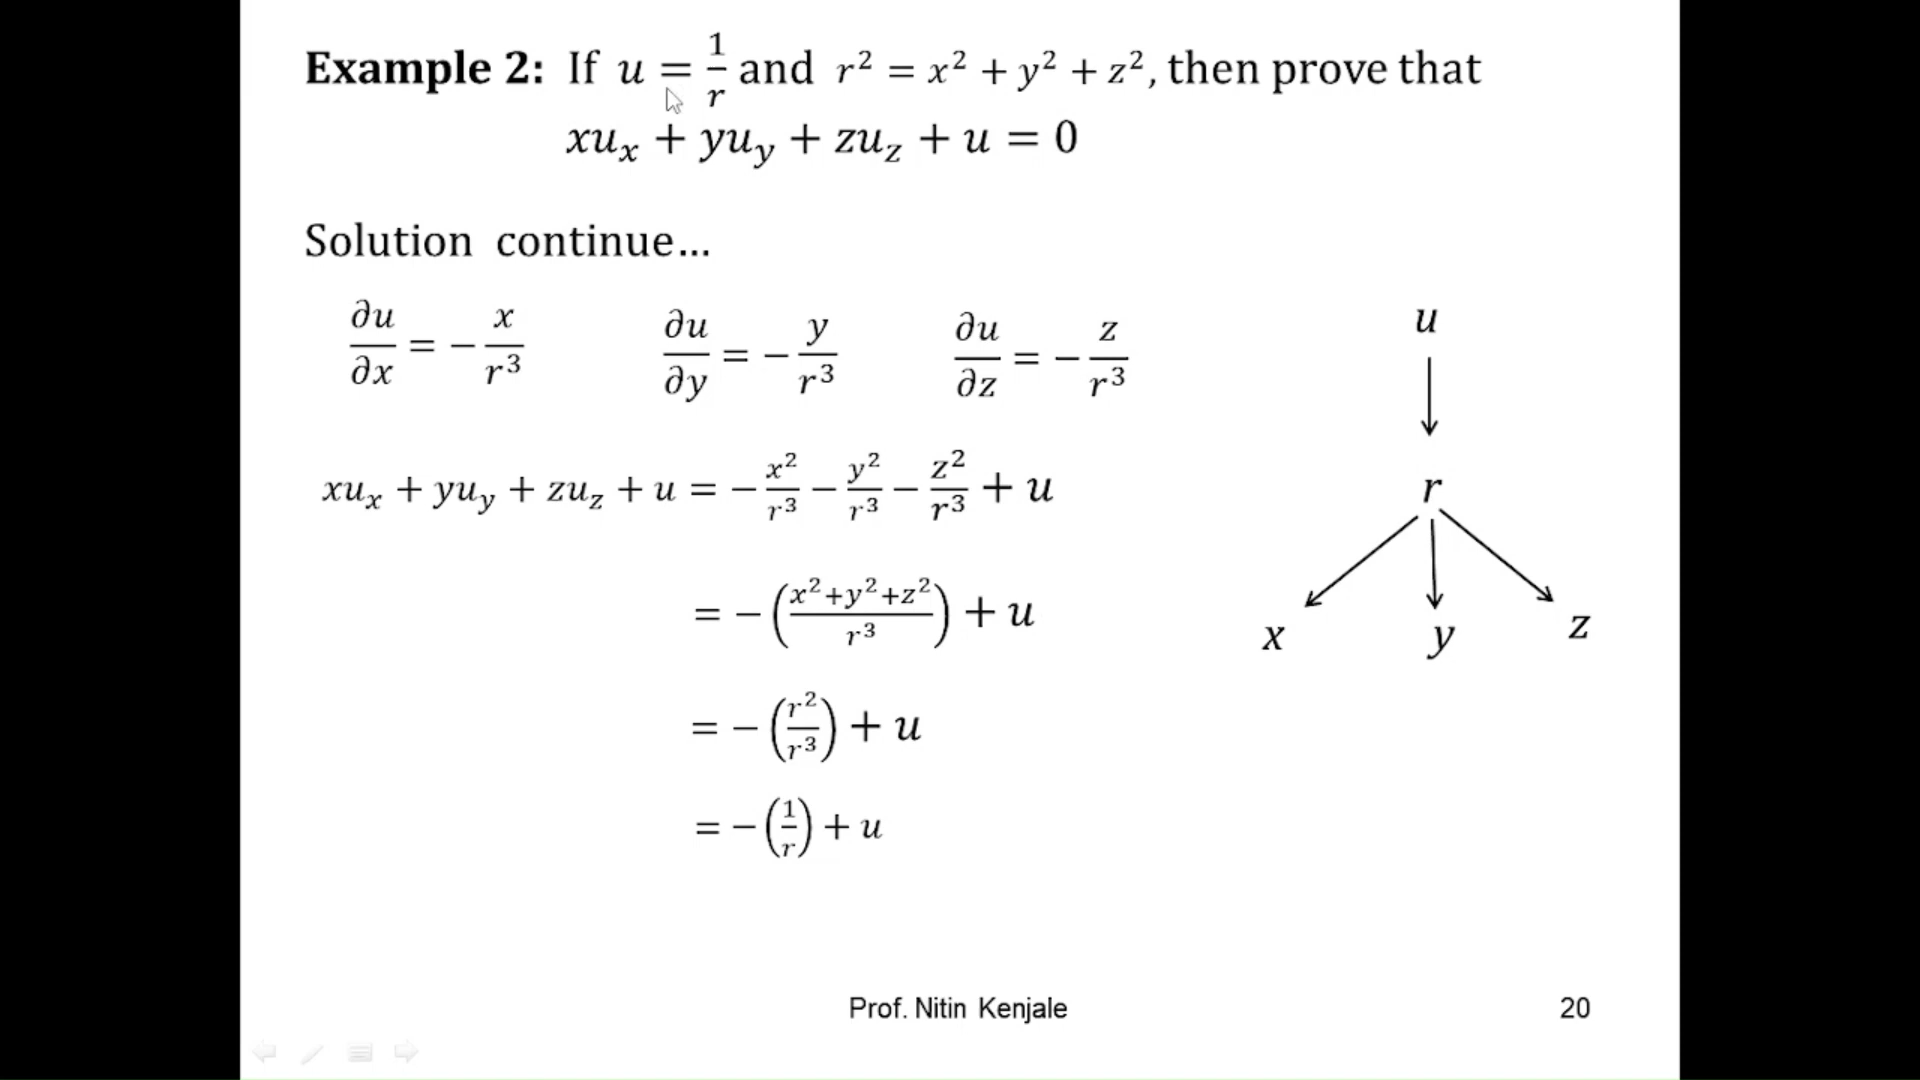 Example 2: If u = 1/r and r² = x² + y² + z², then prove that
xuₓ + yu_y + zu_z + u = 0
Solution continue...
∂u/∂x = − x/r³   ∂u/∂y = − y/r³   ∂u/∂z = − z/r³
u
xuₓ + yu_y + zu_z + u = − x²/r³ − y²/r³ − z²/r³ + u
r
= − (x²+y²+z²/r³) + u
x y z
= − (r²/r³) + u
= − (1/r) + u
Prof. Nitin Kenjale
20